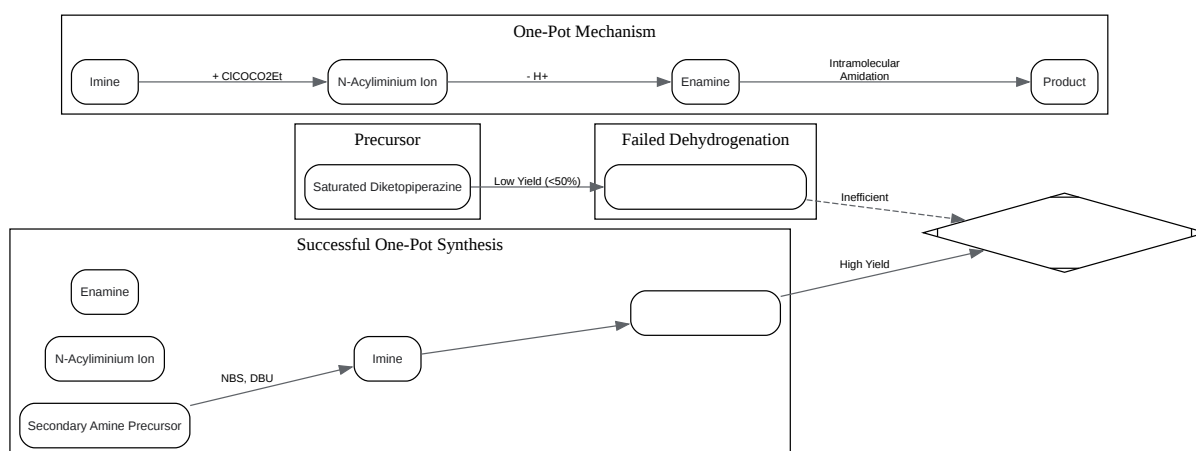 One-Pot Mechanism
Imine
+ ClCOCO2Et
N-Acyliminium Ion
- H+
Enamine
Intramolecular
Amidation
Product
Precursor
Saturated Diketopiperazine
Low Yield (<50%)
Failed Dehydrogenation
Inefficient
Successful One-Pot Synthesis
Enamine
N-Acyliminium Ion
Secondary Amine Precursor
NBS, DBU
Imine
High Yield